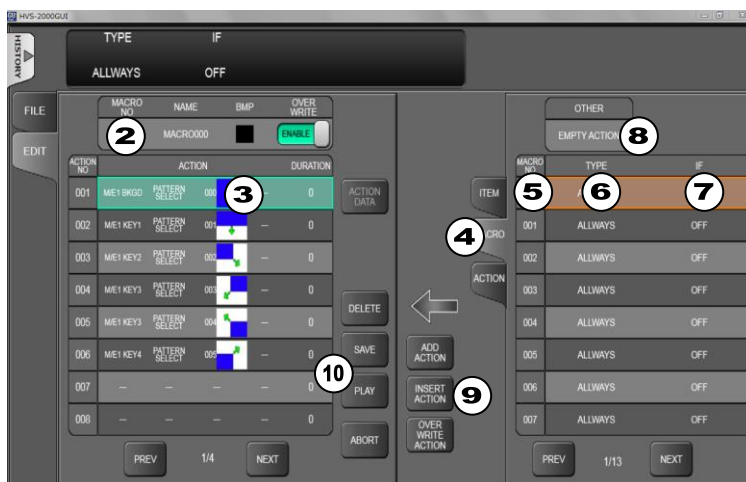 HVS-2000GUI
HISTORY
TYPE IF
ALLWAYS OFF
FILE
EDIT
MACRO NO NAME BMP OVER WRITE
2 MACRO000 ENABLE
ACTION NO ACTION DURATION
001 M/E1 BKGD PATTERN SELECT 000 3 – 0
002 M/E1 KEY1 PATTERN SELECT 001 – 0
003 M/E1 KEY2 PATTERN SELECT 002 – 0
004 M/E1 KEY3 PATTERN SELECT 003 – 0
005 M/E1 KEY3 PATTERN SELECT 004 – 0
006 M/E1 KEY4 PATTERN SELECT 005 – 0
007 – – – – 0
008 – – – – 0
PREV 1/4 NEXT
ACTION DATA
DELETE
SAVE
10
PLAY
ABORT
ITEM
4
ACTION
ADD ACTION
INSERT ACTION 9
OVER WRITE ACTION
OTHER
EMPTY ACTION 8
MACRO NO TYPE IF
5 6 7
001 ALLWAYS OFF
002 ALLWAYS OFF
003 ALLWAYS OFF
004 ALLWAYS OFF
005 ALLWAYS OFF
006 ALLWAYS OFF
007 ALLWAYS OFF
PREV 1/13 NEXT